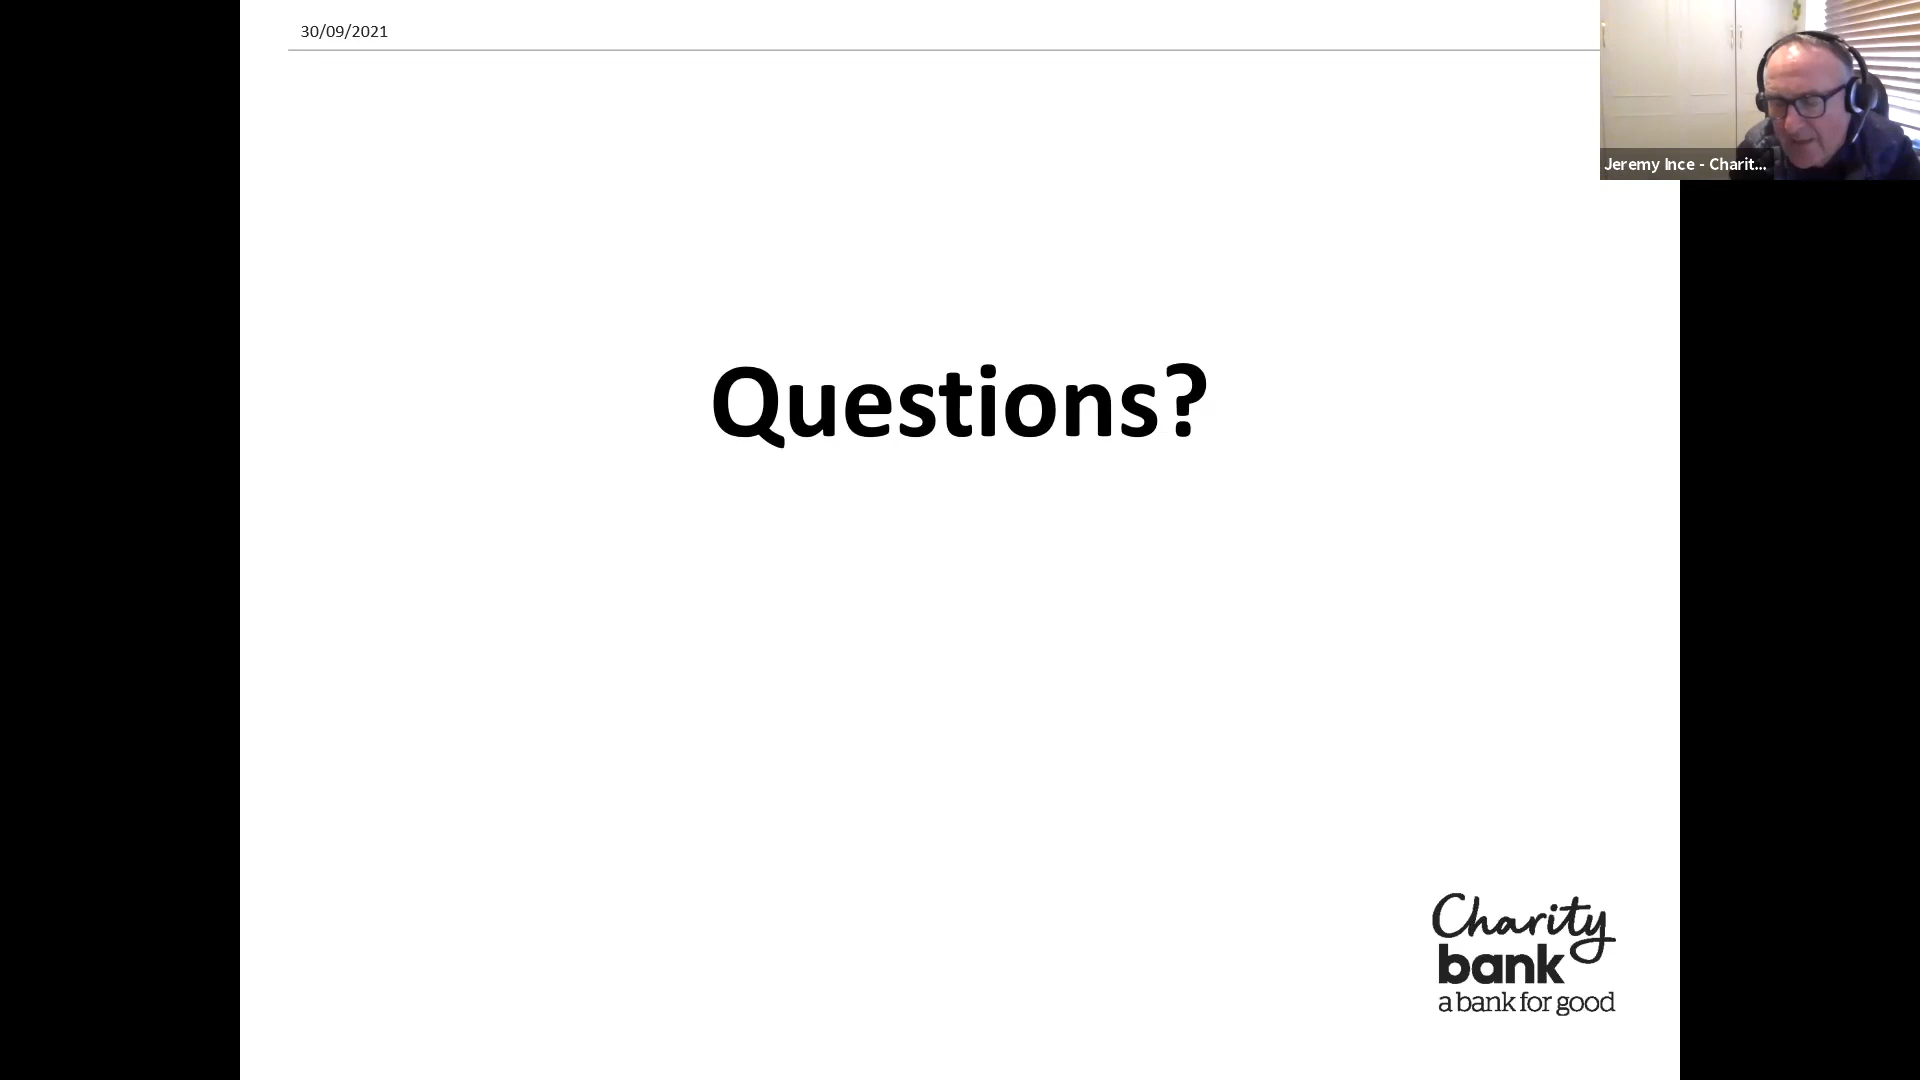 30/09/2021
Jeremy Ince - Charit...
Questions?
Charity
bank
a bank for good